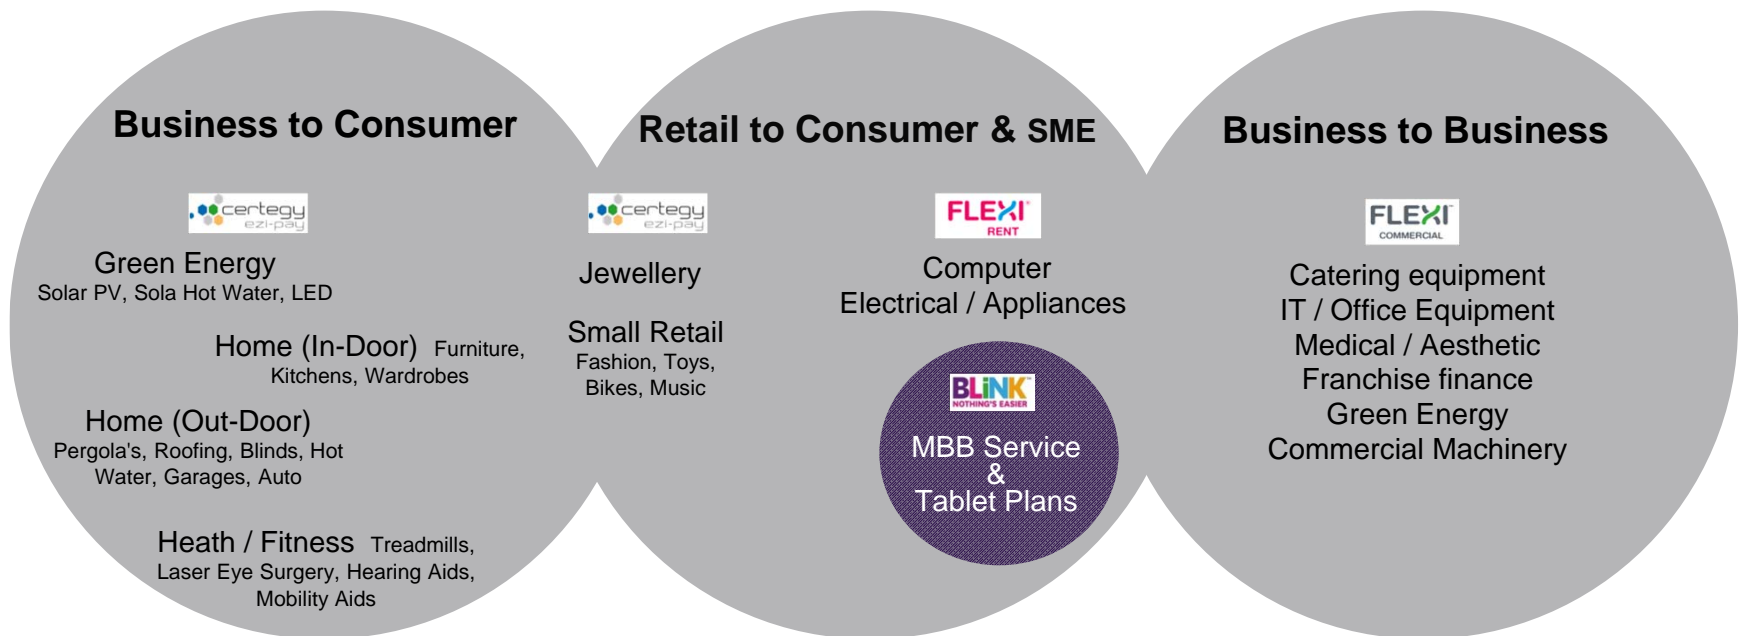 Business to Consumer
certegy
ezi-pay
Green Energy
Solar PV, Sola Hot Water, LED
Home (In-Door) Furniture,
Kitchens, Wardrobes
Home (Out-Door)
Pergola's, Roofing, Blinds, Hot
Water, Garages, Auto
Heath / Fitness Treadmills,
Laser Eye Surgery, Hearing Aids,
Mobility Aids
Retail to Consumer & SME
certegy
ezi-pay
Jewellery
Small Retail
Fashion, Toys,
Bikes, Music
FLEXI™
RENT
Computer
Electrical / Appliances
BLiNK™
NOTHING'S EASIER
MBB Service
&
Tablet Plans
Business to Business
FLEXI™
COMMERCIAL
Catering equipment
IT / Office Equipment
Medical / Aesthetic
Franchise finance
Green Energy
Commercial Machinery